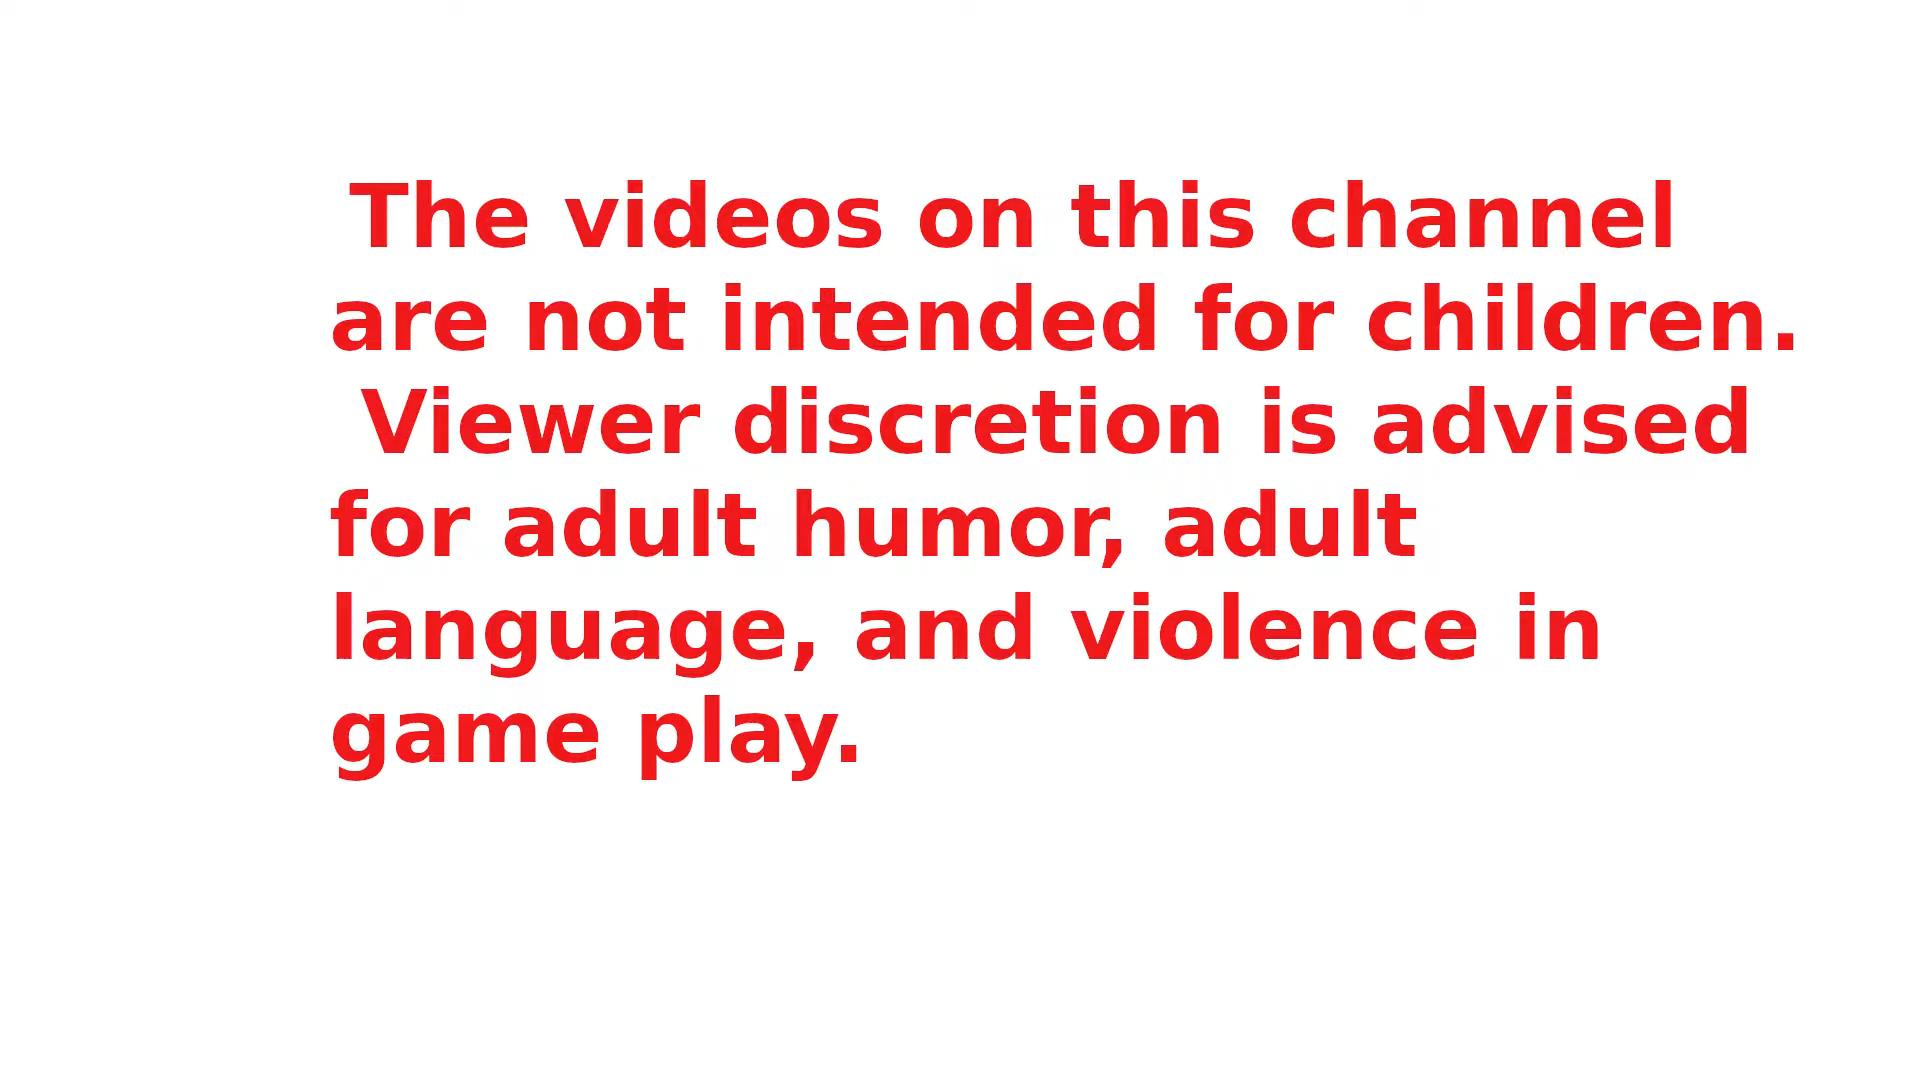 The videos on this channel
are not intended for children.
Viewer discretion is advised
for adult humor, adult
language, and violence in
game play.